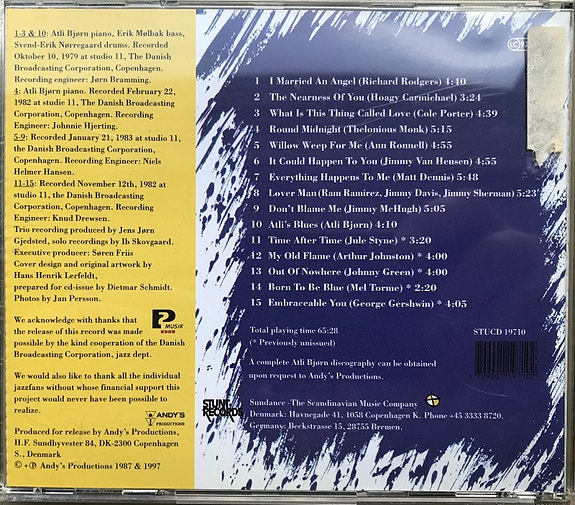 1-3 & 10: Atli Bjørn piano, Erik Mølbak bass,
Svend-Erik Nørregaard drums. Recorded
Oktober 10, 1979 at studio 11, The Danish
Broadcasting Corporation, Copenhagen.
Recording engineer: Jørn Bramming.
4: Atli Bjørn piano. Recorded February 22,
1982 at studio 11, The Danish Broadcasting
Corporation, Copenhagen. Recording
Engineer: Johnnie Hjerting.
5-9: Recorded January 21, 1983 at studio 11,
the Danish Broadcasting Corporation,
Copenhagen. Recording Engineer: Niels
Helmer Hansen.
11-15: Recorded November 12th, 1982 at
studio 11, the Danish Broadcasting
Corporation, Copenhagen. Recording
Engineer: Knud Drewsen.
Trio recording produced by Jens Jørn
Gjedsted, solo recordings by Ib Skovgaard.
Executive producer: Søren Friis
Cover design and original artwork by
Hans Henrik Lerfeldt,
prepared for cd-issue by Dietmar Schmidt.
Photos by Jan Persson.
We acknowledge with thanks that
the release of this record was made
possible by the kind cooperation of the Danish
Broadcasting Corporation, jazz dept.
P2
MUSIK
We would also like to thank all the individual
jazzfans without whose financial support this
project would never have been possible to
realize.
ANDY'S
PRODUCTIONS
Produced for release by Andy's Productions,
H.F. Sundbyvester 84, DK-2300 Copenhagen
S., Denmark
© + ℗ Andy's Productions 1987 & 1997
LC
1 I Married An Angel (Richard Rodgers) 4:40
2 The Nearness Of You (Hoagy Carmichael) 3:24
3 What Is This Thing Called Love (Cole Porter) 4:39
4 Round Midnight (Thelonious Monk) 5:15
5 Willow Weep For Me (Ann Ronnell) 4:55
6 It Could Happen To You (Jimmy Van Heusen) 4:55
7 Everything Happens To Me (Matt Dennis) 5:48
8 Lover Man (Ram Ramirez, Jimmy Davis, Jimmy Sherman) 5:23
9 Don't Blame Me (Jimmy McHugh) 5:05
10 Atli's Blues (Atli Bjørn) 4:10
11 Time After Time (Jule Styne) * 3:20
12 My Old Flame (Arthur Johnston) * 4:00
13 Out Of Nowhere (Johnny Green) * 4:00
14 Born To Be Blue (Mel Torme) * 2:47
15 Embraceable You (George Gershwin) * 4:05
Total playing time 65:28
(* Previously unissued)
STUCD 19710
A complete Atli Bjørn discography can be obtained
upon request to Andy's Productions.
STUNT
RECORDS
Sundance -The Scandinavian Music Company
Denmark: Havnegade 41, 1058 Copenhagen K. Phone +45 3333 8720.
Germany: Beckstrasse 15, 28755 Bremen.